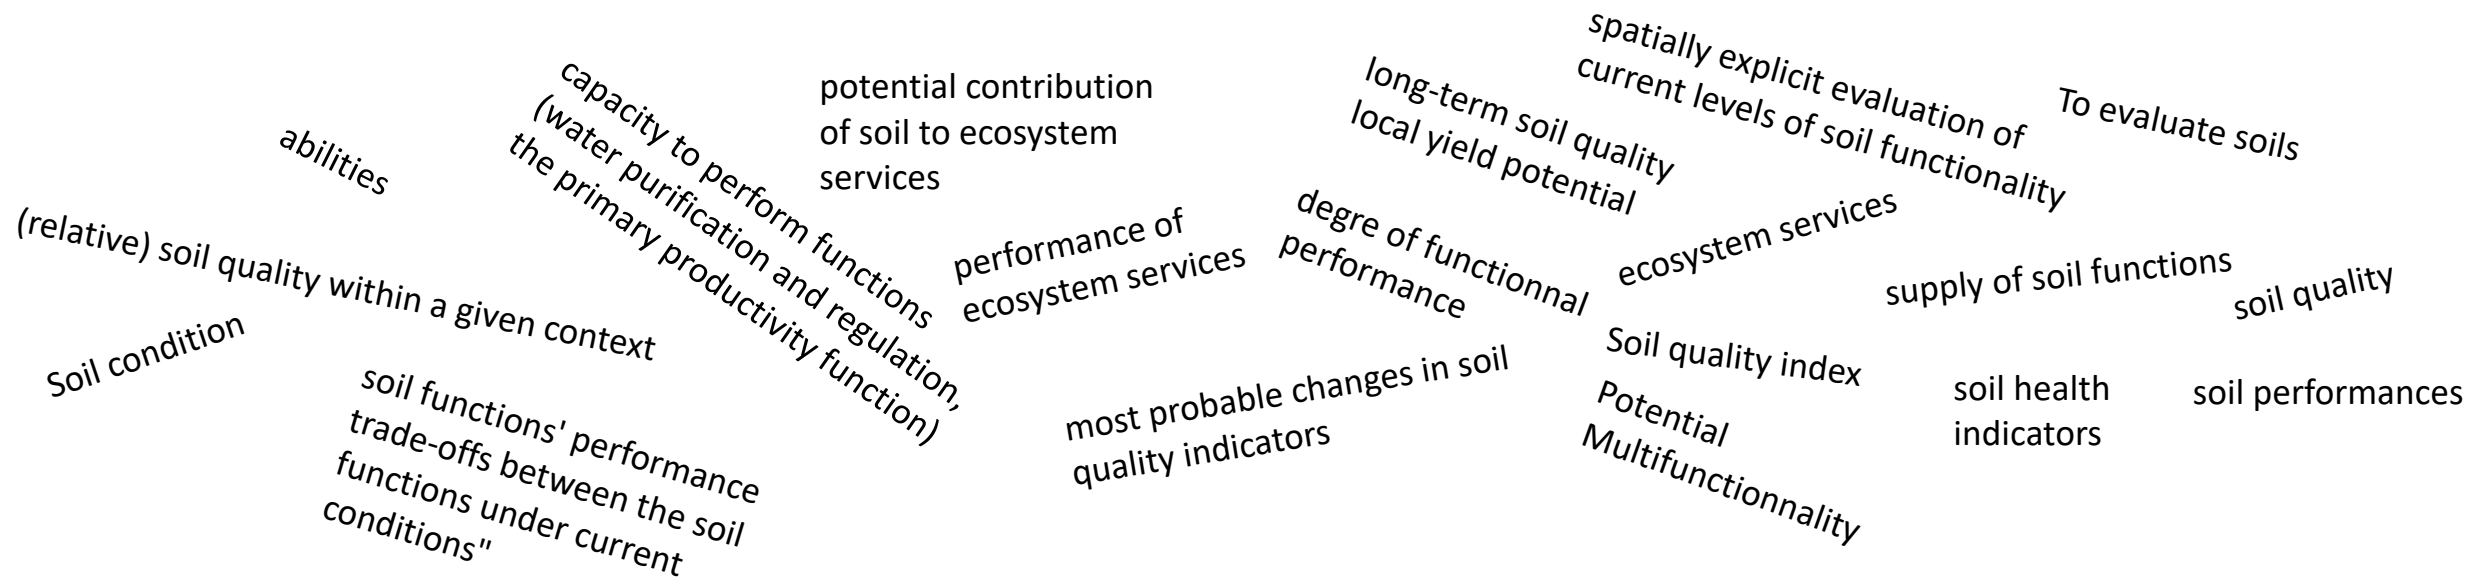 abilities
(relative) soil quality within a given context
Soil condition
soil functions' performance
trade-offs between the soil
functions under current
conditions"
capacity to perform functions
(water purification and regulation,
the primary productivity function)
potential contribution
of soil to ecosystem
services
performance of
ecosystem services
most probable changes in soil
quality indicators
long-term soil quality
local yield potential
degre of functionnal
performance
spatially explicit evaluation of
current levels of soil functionality
To evaluate soils
ecosystem services
supply of soil functions
soil quality
Soil quality index
Potential
Multifunctionnality
soil health
indicators
soil performances